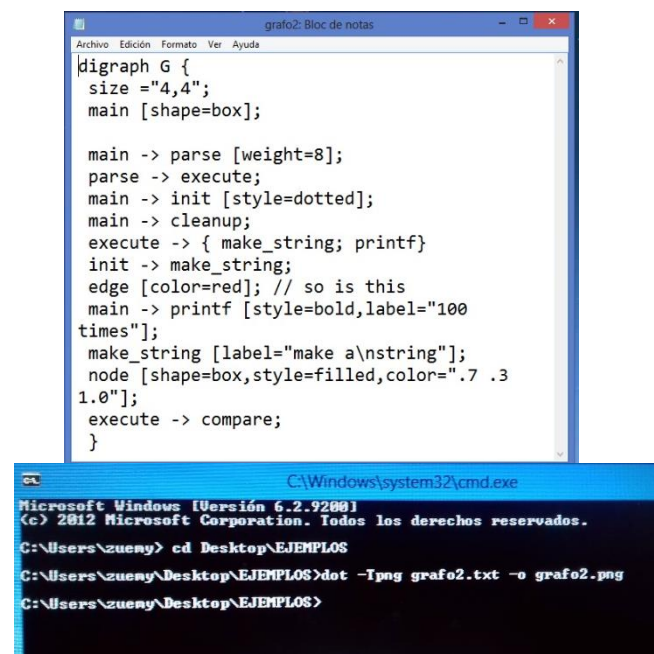 grafo2: Bloc de notas
Archivo Edición Formato Ver Ayuda
digraph G {
size ="4,4";
main [shape=box];
main -> parse [weight=8];
parse -> execute;
main -> init [style=dotted];
main -> cleanup;
execute -> { make_string; printf}
init -> make_string;
edge [color=red]; // so is this
main -> printf [style=bold,label="100
times"];
make_string [label="make a\nstring"];
node [shape=box,style=filled,color=".7 .3
1.0"];
execute -> compare;
}
C:\Windows\system32\cmd.exe
Microsoft Windows [Versión 6.2.9200]
(c) 2012 Microsoft Corporation. Todos los derechos reservados.
C:\Users\zuemy> cd Desktop\EJEMPLOS
C:\Users\zuemy\Desktop\EJEMPLOS>dot -Tpng grafo2.txt -o grafo2.png
C:\Users\zuemy\Desktop\EJEMPLOS>